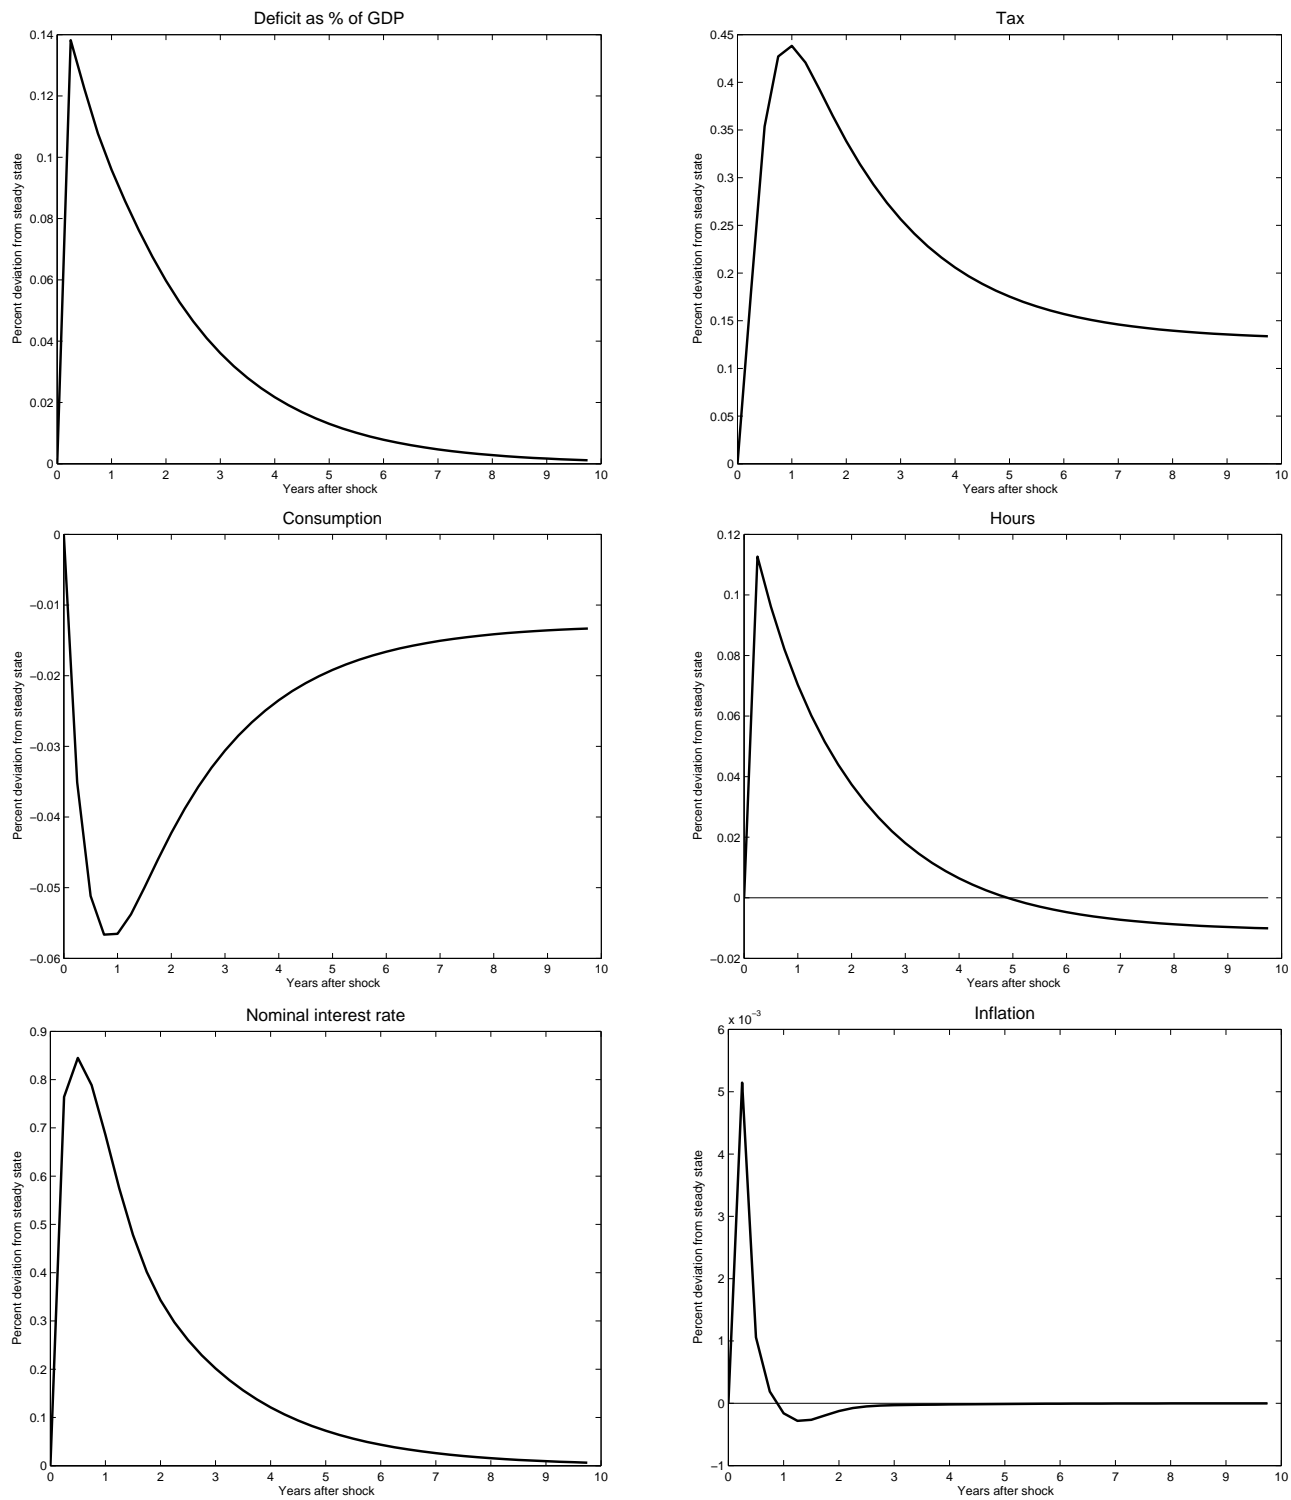 Deficit as % of GDP
Percent deviation from steady state
0.14
0.12
0.1
0.08
0.06
0.04
0.02
0
0 1 2 3 4 5 6 7 8 9 10
Years after shock
Tax
Percent deviation from steady state
0.45
0.4
0.35
0.3
0.25
0.2
0.15
0.1
0.05
0
0 1 2 3 4 5 6 7 8 9 10
Years after shock
Consumption
Percent deviation from steady state
0
−0.01
−0.02
−0.03
−0.04
−0.05
−0.06
0 1 2 3 4 5 6 7 8 9 10
Years after shock
Hours
Percent deviation from steady state
0.12
0.1
0.08
0.06
0.04
0.02
0
−0.02
0 1 2 3 4 5 6 7 8 9 10
Years after shock
Nominal interest rate
Percent deviation from steady state
0.9
0.8
0.7
0.6
0.5
0.4
0.3
0.2
0.1
0
0 1 2 3 4 5 6 7 8 9 10
Years after shock
Inflation
x 10⁻³
Percent deviation from steady state
6
5
4
3
2
1
0
−1
0 1 2 3 4 5 6 7 8 9 10
Years after shock